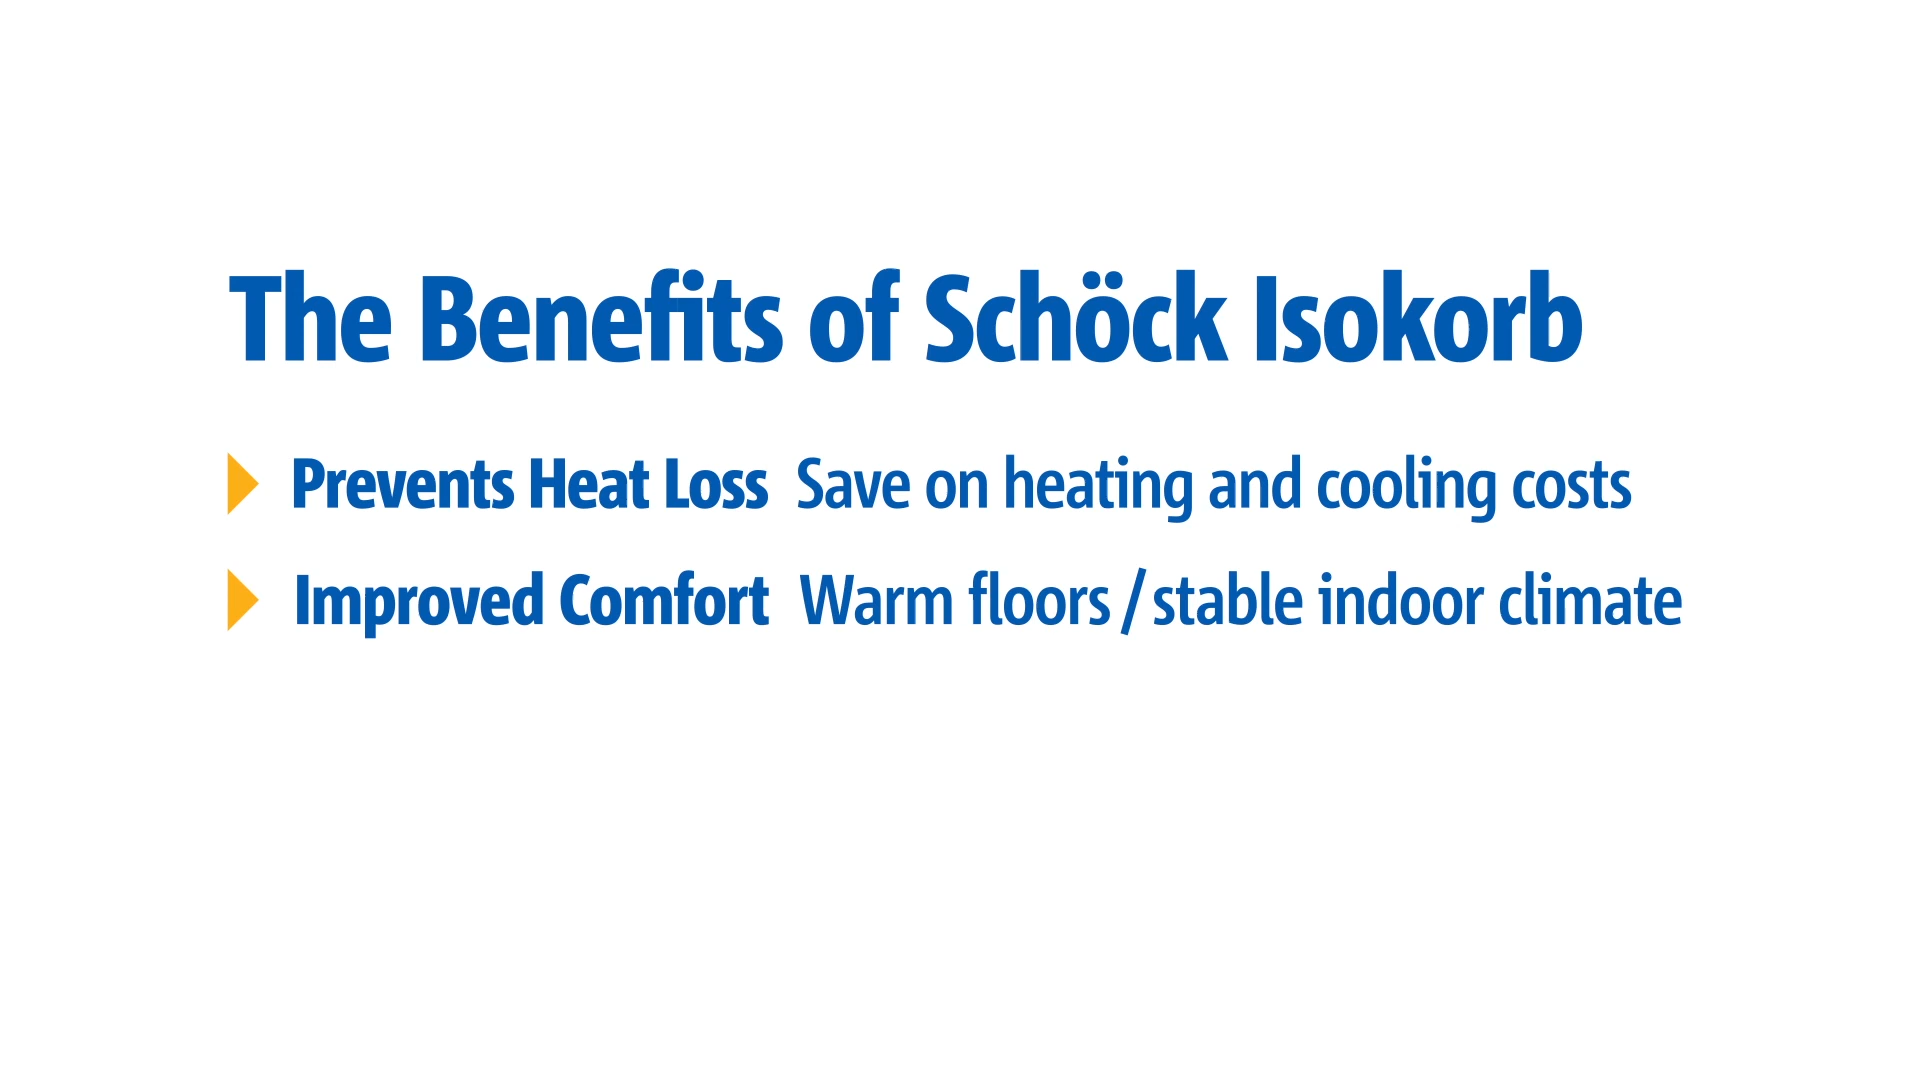 The Benefits of Schöck Isokorb
Prevents Heat Loss Save on heating and cooling costs
Improved Comfort Warm floors / stable indoor climate